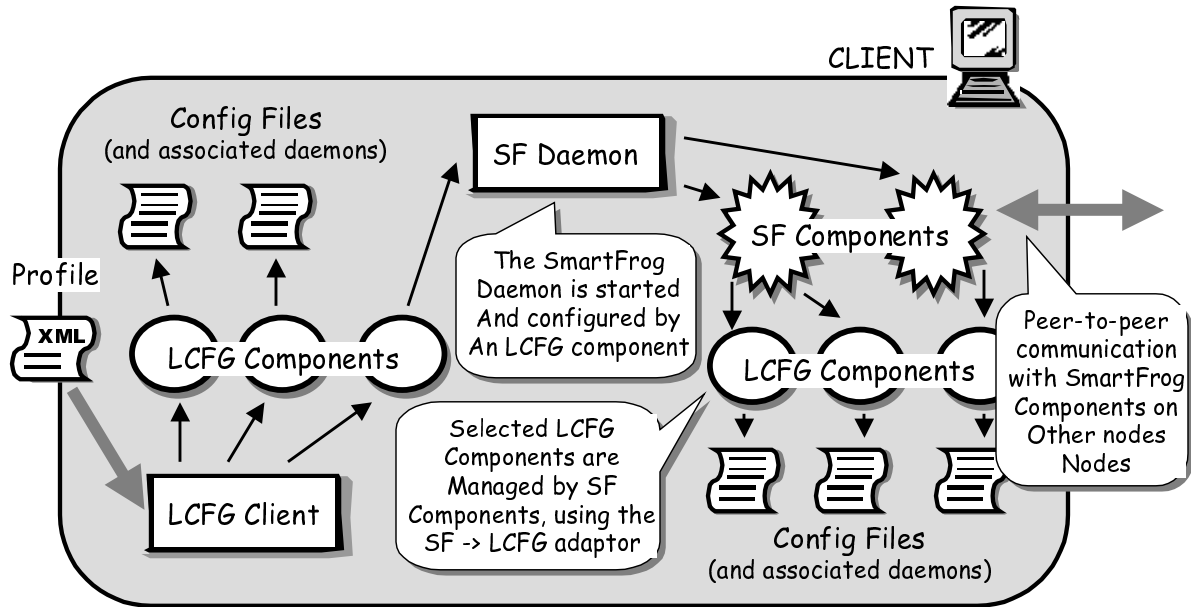 CLIENT
Config Files
(and associated daemons)
SF Daemon
SF Components
The SmartFrog
Daemon is started
And configured by
An LCFG component
Profile
XML
LCFG Components
LCFG Client
Peer-to-peer
communication
with SmartFrog
Components on
Other nodes
Nodes
LCFG Components
Selected LCFG
Components are
Managed by SF
Components, using the
SF -> LCFG adaptor
Config Files
(and associated daemons)